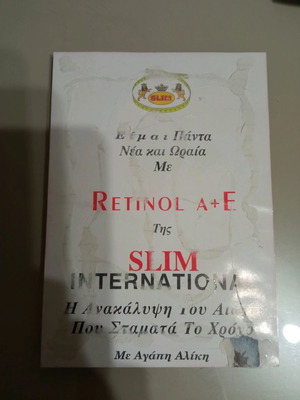 SLIM
Είμαι Πάντα
Νέα και Ωραία
Με
RETINOL A+E
Της
SLIM
INTERNATIONA
Η Ανακάλυψη Του
Που Σταματά Το Χρόνο
Με Αγάπη Αλίκη